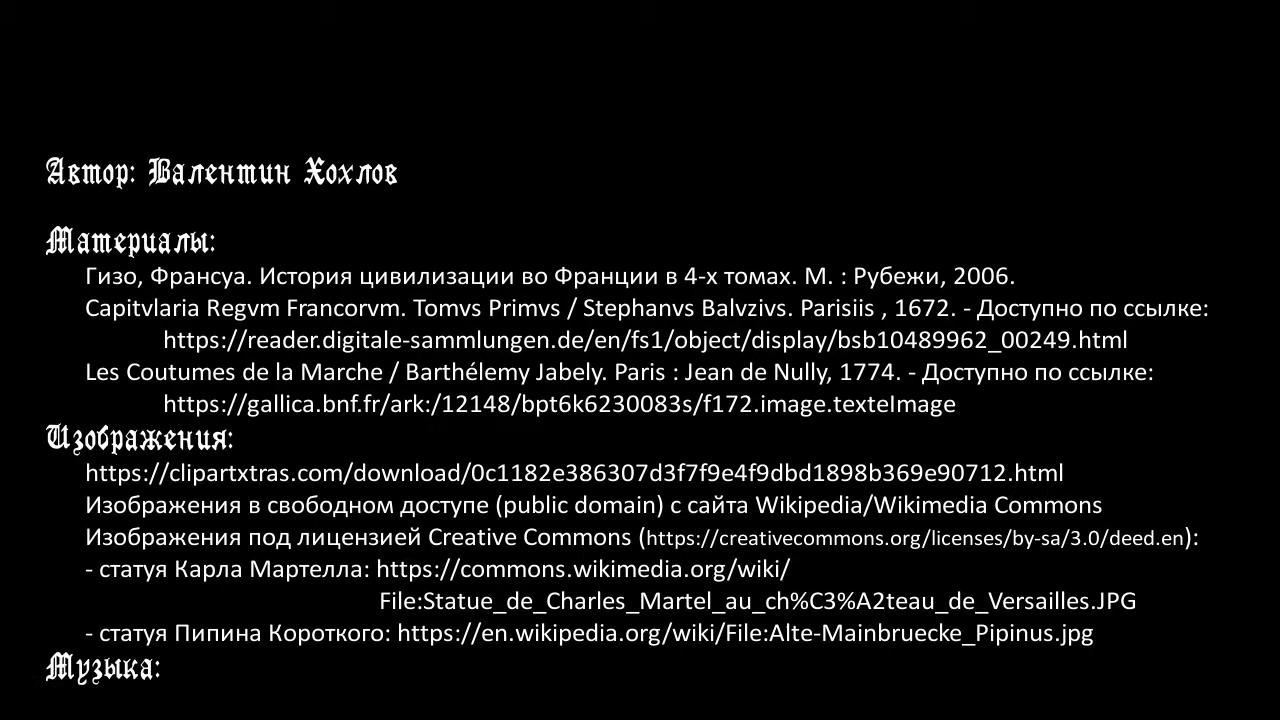 Автор: Валентин Хохлов
Материалы:
Гизо, Франсуа. История цивилизации во Франции в 4-х томах. М. : Рубежи, 2006.
Capitvlaria Regvm Francorvm. Tomvs Primvs / Stephanvs Balvzivs. Parisiis , 1672. - Доступно по ссылке:
https://reader.digitale-sammlungen.de/en/fs1/object/display/bsb10489962_00249.html
Les Coutumes de la Marche / Barthélemy Jabely. Paris : Jean de Nully, 1774. - Доступно по ссылке:
https://gallica.bnf.fr/ark:/12148/bpt6k6230083s/f172.image.texteImage
Изображения:
https://clipartxtras.com/download/0c1182e386307d3f7f9e4f9dbd1898b369e90712.html
Изображения в свободном доступе (public domain) с сайта Wikipedia/Wikimedia Commons
Изображения под лицензией Creative Commons (https://creativecommons.org/licenses/by-sa/3.0/deed.en):
- статуя Карла Мартелла: https://commons.wikimedia.org/wiki/
File:Statue_de_Charles_Martel_au_ch%C3%A2teau_de_Versailles.JPG
- статуя Пипина Короткого: https://en.wikipedia.org/wiki/File:Alte-Mainbruecke_Pipinus.jpg
Музыка: